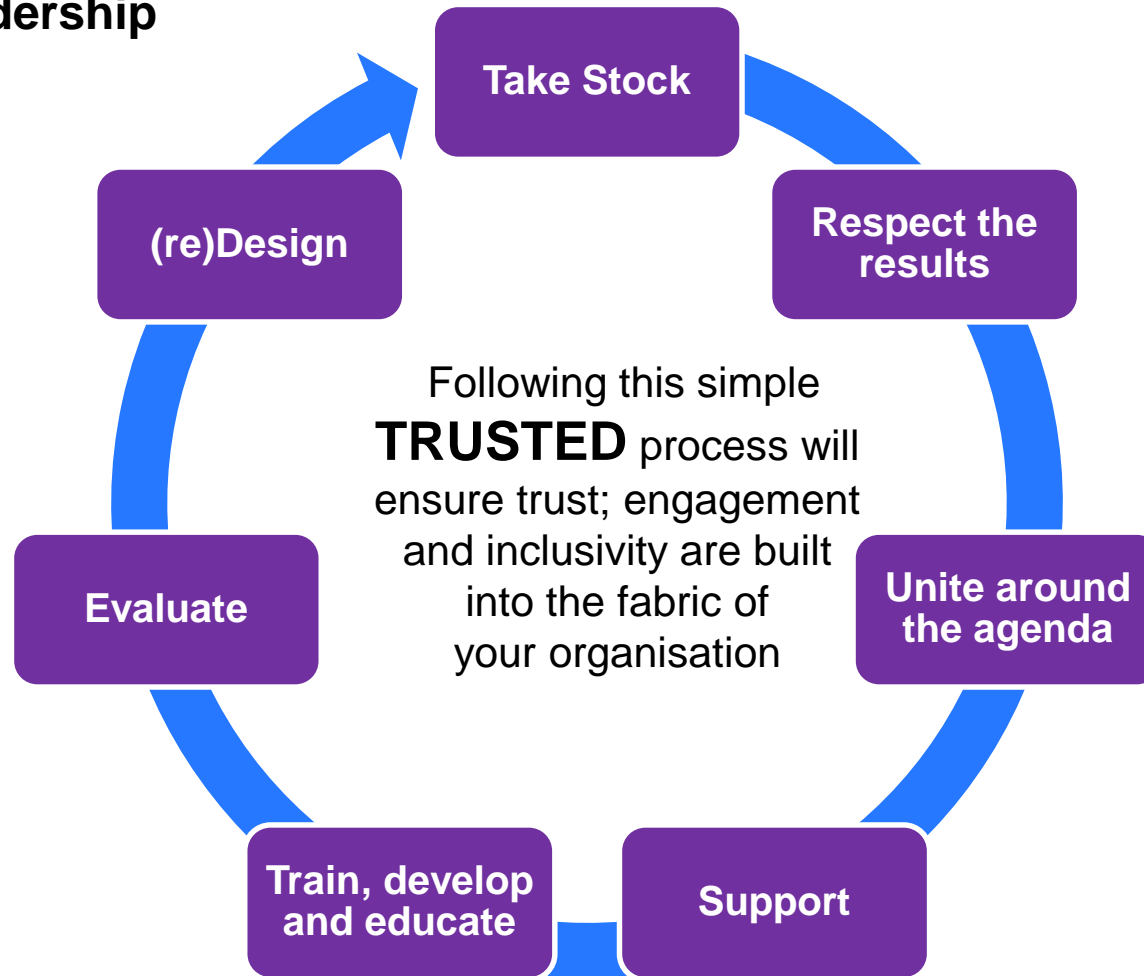 dership
Take Stock
Respect the
results
Unite around
the agenda
Support
Train, develop
and educate
Evaluate
(re)Design
Following this simple
TRUSTED process will
ensure trust; engagement
and inclusivity are built
into the fabric of
your organisation